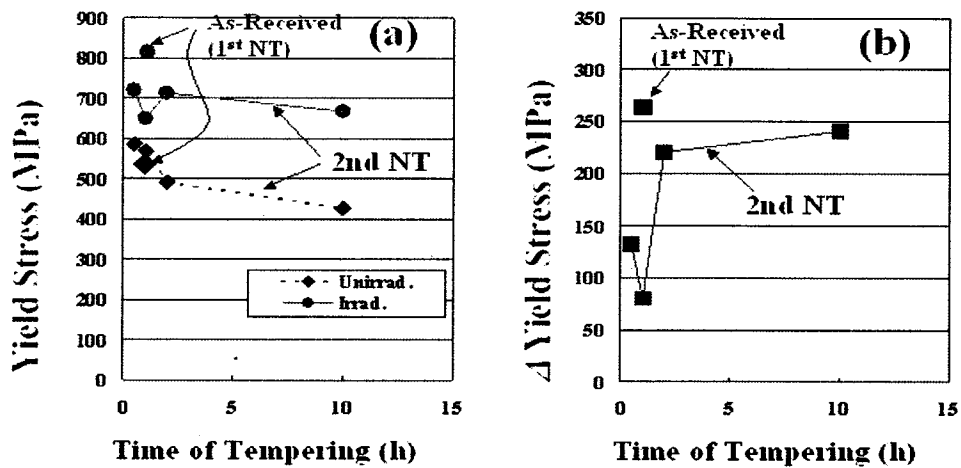 (a)
Yield Stress (MPa)
900
800
700
600
500
400
300
200
100
0
As-Received
(1st NT)
2nd NT
Unirrad.
Irrad.
0 5 10 15
Time of Tempering (h)
(b)
Δ Yield Stress (MPa)
350
300
250
200
150
100
50
0
As-Received
(1st NT)
2nd NT
0 5 10 15
Time of Tempering (h)